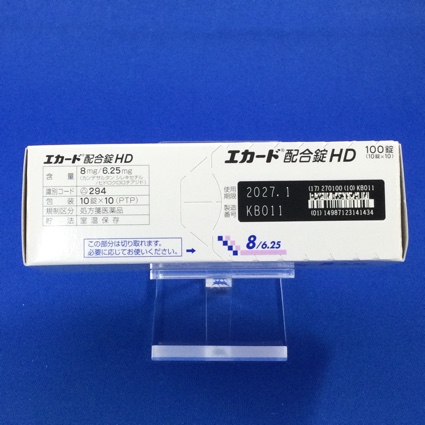 エカード配合錠HD
含量 8mg/6.25mg
(カンデサルタン シレキセチル
ヒドロクロロチアジド)
識別コード 294
包装 10錠×10(PTP)
規制区分 処方箋医薬品
貯法 室温保存
この部分は切り取れます。
必要に応じてお使いください。
エカード配合錠HD
100錠
(10錠×10)
使用期限 2027.1
製造番号 KB011
(17) 270100 (10) KB011
(01) 14987123141434
8/6.25